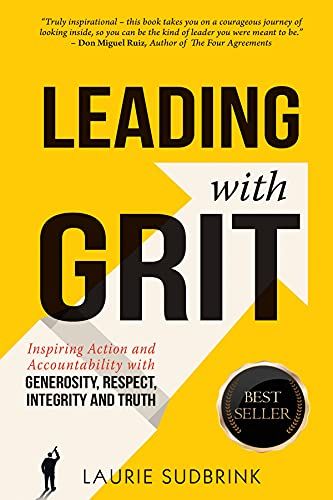 "Truly inspirational – this book takes you on a courageous journey of
looking inside, so you can be the kind of leader you were meant to be."
– Don Miguel Ruiz, Author of The Four Agreements
LEADING
with
GRIT
Inspiring Action and
Accountability with
GENEROSITY, RESPECT,
INTEGRITY AND TRUTH
BEST
SELLER
LAURIE SUDBRINK